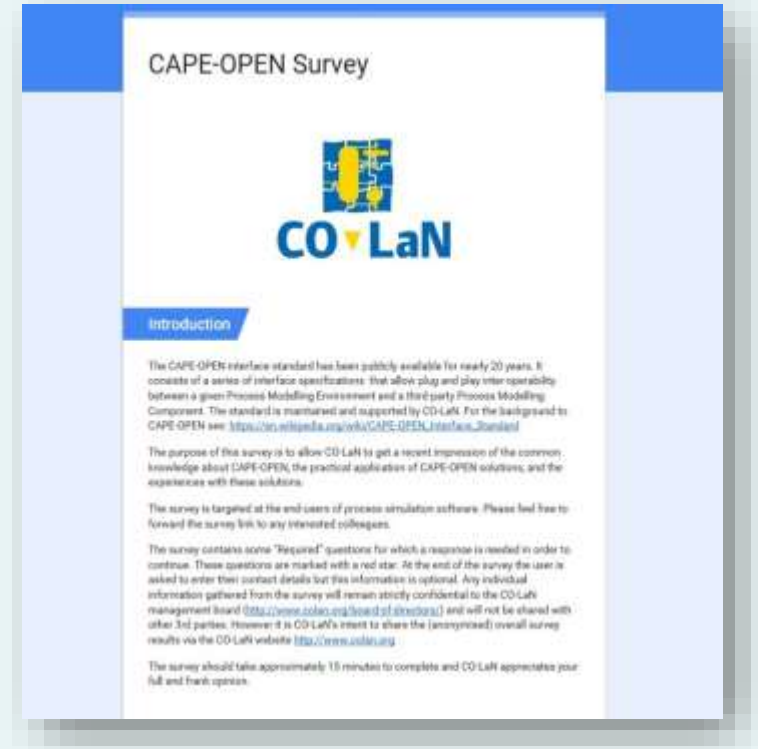 CAPE-OPEN Survey
CO LaN
Introduction
The CAPE-OPEN interface standard has been publicly available for nearly 20 years. It
consists of a series of interface specifications that allow plug and play inter-operability
between a given Process Modelling Environment and a third-party Process Modelling
Component. The standard is maintained and supported by CO-LaN. For the background to
CAPE-OPEN see: https://en.wikipedia.org/wiki/CAPE-OPEN_Interface_Standard
The purpose of this survey is to allow CO-LaN to get a recent impression of the common
knowledge about CAPE-OPEN, the practical application of CAPE-OPEN solutions, and the
experiences with these solutions.
The survey is targeted at the end-users of process simulation software. Please feel free to
forward the survey link to any interested colleagues.
The survey contains some "Required" questions for which a response is needed in order to
continue. These questions are marked with a red star. At the end of the survey the user is
asked to enter their contact details but this information is optional. Any individual
information gathered from the survey will remain strictly confidential to the CO-LaN
management board (http://www.colan.org/board-of-directors/) and will not be shared with
other 3rd parties. However it is CO-LaN's intent to share the (anonymised) overall survey
results via the CO-LaN website http://www.colan.org
The survey should take approximately 15 minutes to complete and CO-LaN appreciates your
full and frank opinion.